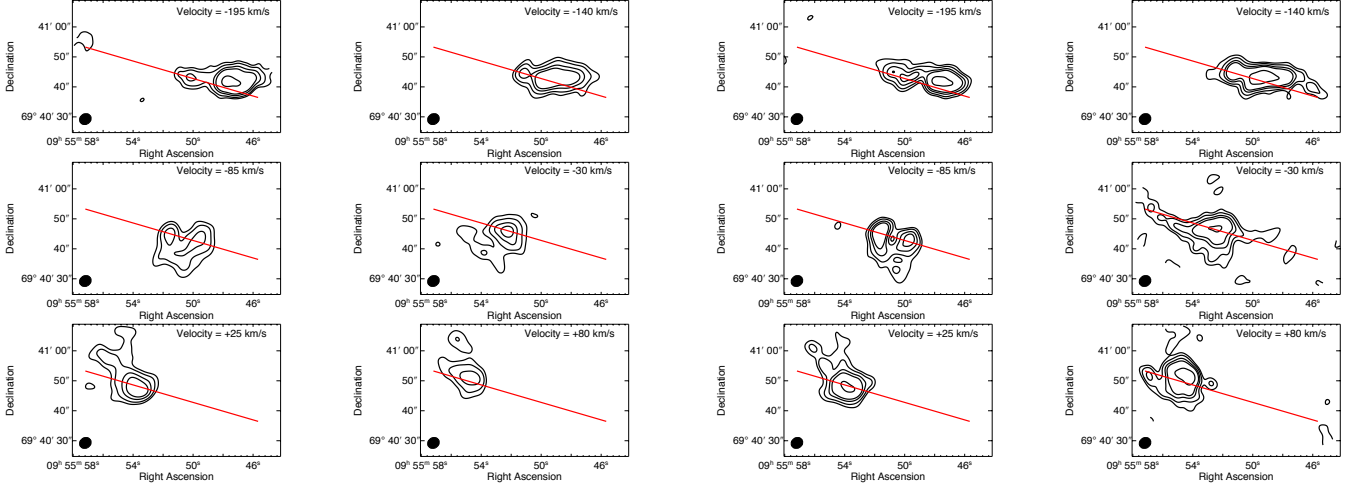 Velocity = -195 km/s
Declination
41' 00"
50"
40"
69° 40' 30"
09ʰ 55ᵐ 58ˢ
54ˢ
50ˢ
46ˢ
Right Ascension
Velocity = -140 km/s
Declination
41' 00"
50"
40"
69° 40' 30"
09ʰ 55ᵐ 58ˢ
54ˢ
50ˢ
46ˢ
Right Ascension
Velocity = -195 km/s
Declination
41' 00"
50"
40"
69° 40' 30"
09ʰ 55ᵐ 58ˢ
54ˢ
50ˢ
46ˢ
Right Ascension
Velocity = -140 km/s
Declination
41' 00"
50"
40"
69° 40' 30"
09ʰ 55ᵐ 58ˢ
54ˢ
50ˢ
46ˢ
Right Ascension
Velocity = -85 km/s
Declination
41' 00"
50"
40"
69° 40' 30"
09ʰ 55ᵐ 58ˢ
54ˢ
50ˢ
46ˢ
Right Ascension
Velocity = -30 km/s
Declination
41' 00"
50"
40"
69° 40' 30"
09ʰ 55ᵐ 58ˢ
54ˢ
50ˢ
46ˢ
Right Ascension
Velocity = -85 km/s
Declination
41' 00"
50"
40"
69° 40' 30"
09ʰ 55ᵐ 58ˢ
54ˢ
50ˢ
46ˢ
Right Ascension
Velocity = -30 km/s
Declination
41' 00"
50"
40"
69° 40' 30"
09ʰ 55ᵐ 58ˢ
54ˢ
50ˢ
46ˢ
Right Ascension
Velocity = +25 km/s
Declination
41' 00"
50"
40"
69° 40' 30"
09ʰ 55ᵐ 58ˢ
54ˢ
50ˢ
46ˢ
Right Ascension
Velocity = +80 km/s
Declination
41' 00"
50"
40"
69° 40' 30"
09ʰ 55ᵐ 58ˢ
54ˢ
50ˢ
46ˢ
Right Ascension
Velocity = +25 km/s
Declination
41' 00"
50"
40"
69° 40' 30"
09ʰ 55ᵐ 58ˢ
54ˢ
50ˢ
46ˢ
Right Ascension
Velocity = +80 km/s
Declination
41' 00"
50"
40"
69° 40' 30"
09ʰ 55ᵐ 58ˢ
54ˢ
50ˢ
46ˢ
Right Ascension